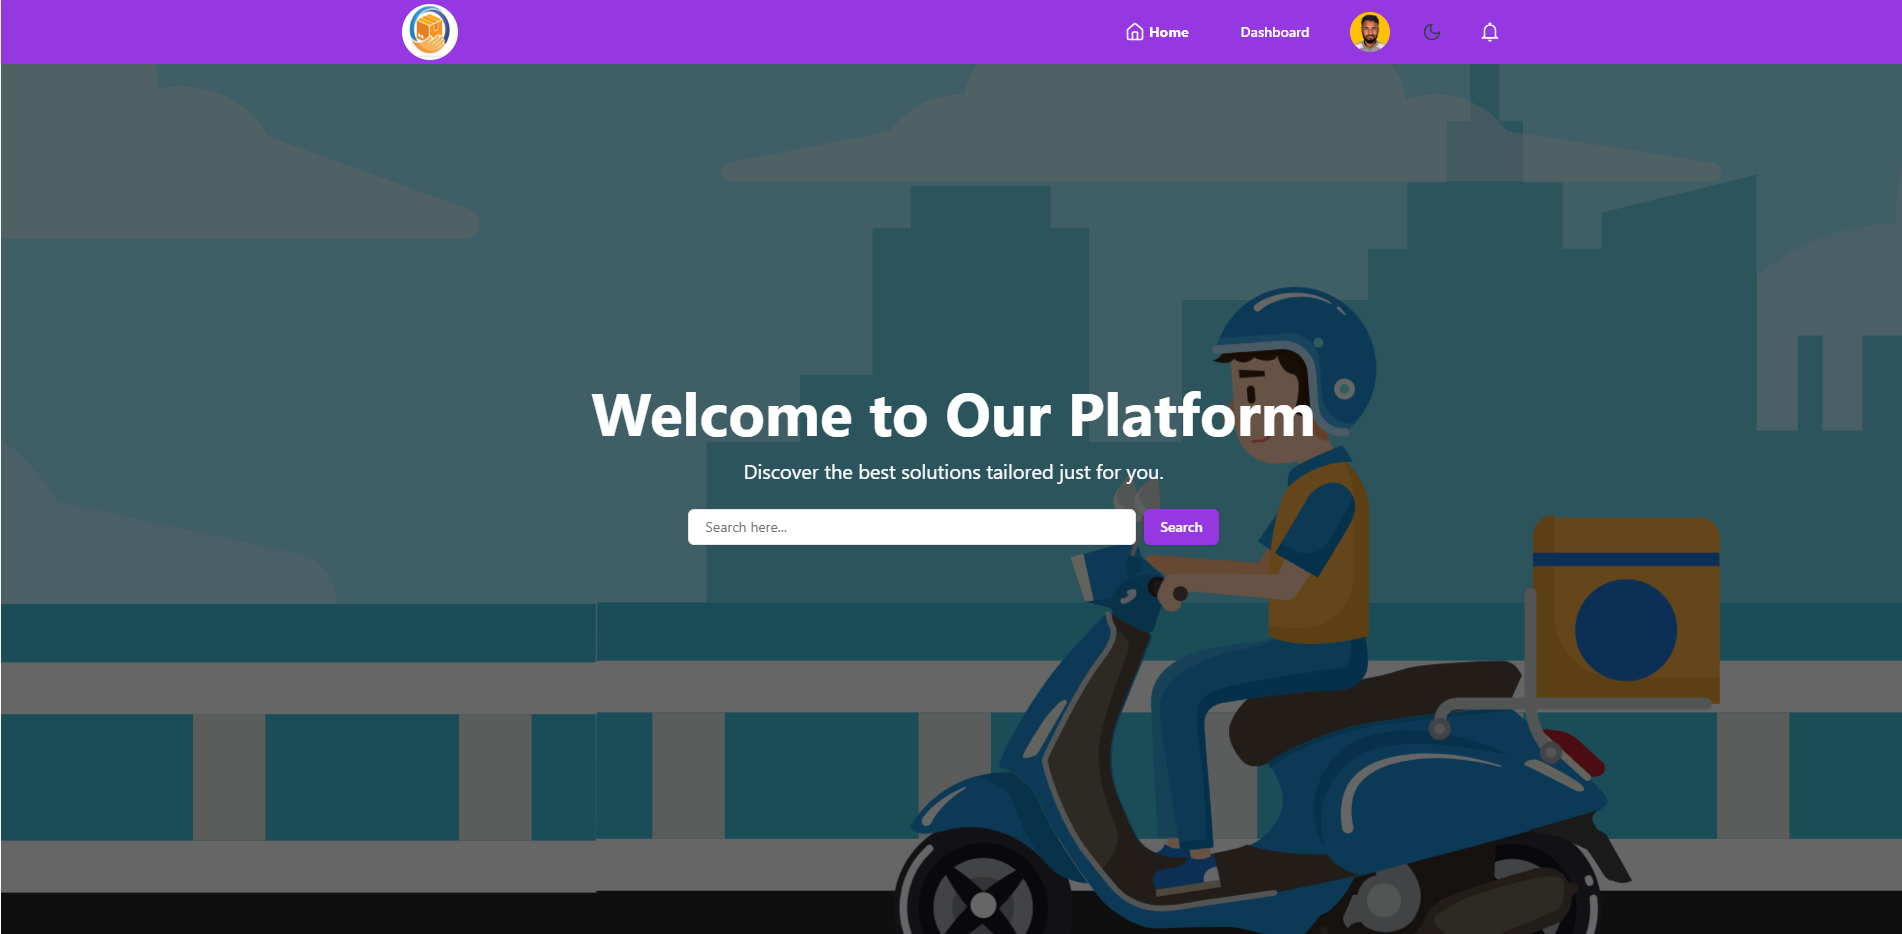 Home
Dashboard
Welcome to Our Platform
Discover the best solutions tailored just for you.
Search here...
Search